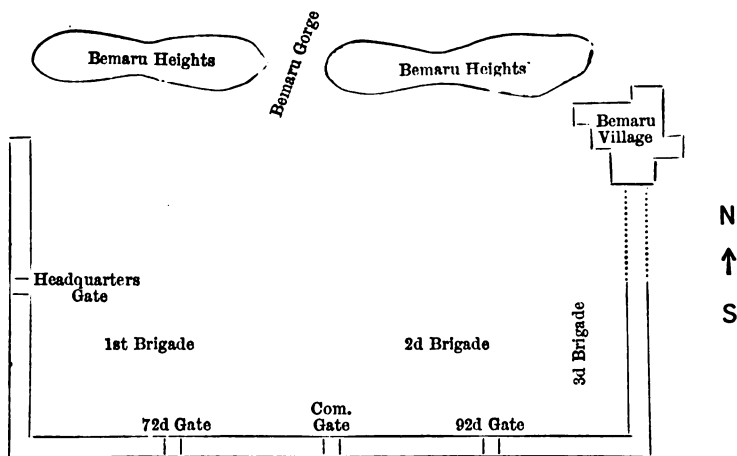 Bemaru Heights
Bemaru Gorge
Bemaru Heights
Bemaru
Village
N
S
Headquarters
Gate
1st Brigade
2d Brigade
3d Brigade
72d Gate
Com.
Gate
92d Gate